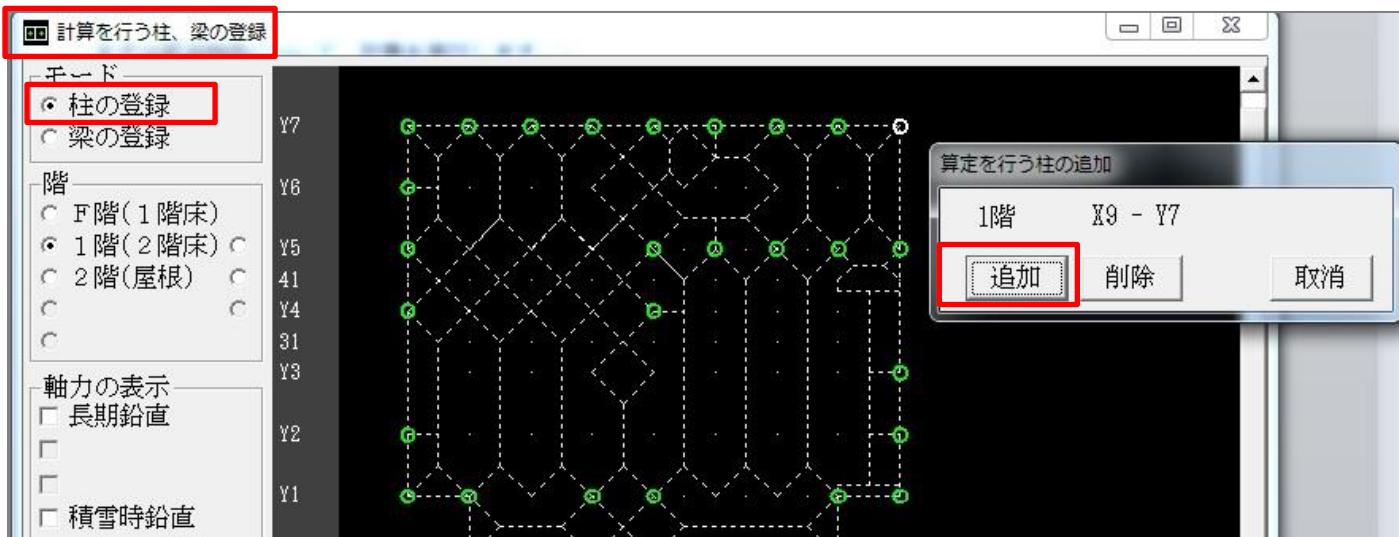 計算を行う柱、梁の登録
モード
柱の登録
梁の登録
階
F階(1階床)
1階(2階床)
2階(屋根)
軸力の表示
長期鉛直
積雪時鉛直
Y7
Y6
Y5
41
Y4
31
Y3
Y2
Y1
算定を行う柱の追加
1階 X9 - Y7
追加 削除 取消